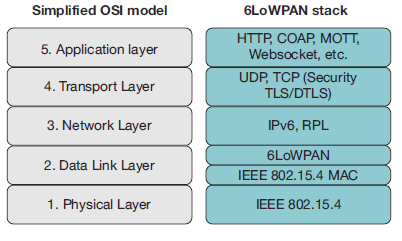 Simplified OSI model
6LoWPAN stack
5. Application layer
HTTP, COAP, MOTT,
Websocket, etc.
4. Transport Layer
UDP, TCP (Security
TLS/DTLS)
3. Network Layer
IPv6, RPL
2. Data Link Layer
6LoWPAN
IEEE 802.15.4 MAC
1. Physical Layer
IEEE 802.15.4